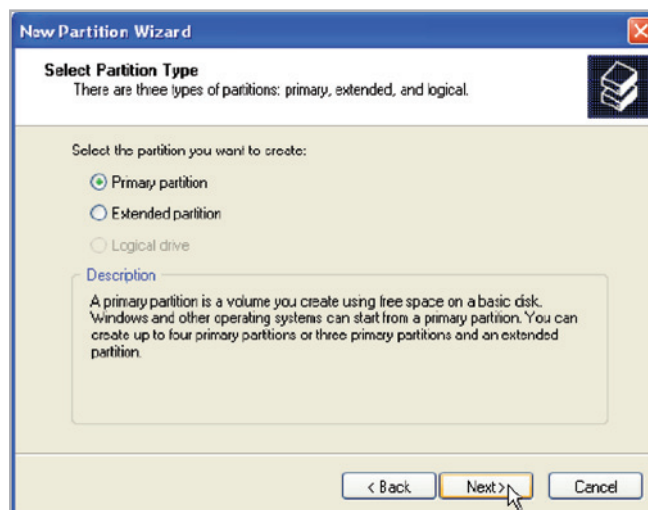 New Partition Wizard
Select Partition Type
There are three types of partitions: primary, extended, and logical.
Select the partition you want to create:
Primary partition
Extended partition
Logical drive
Description
A primary partition is a volume you create using free space on a basic disk.
Windows and other operating systems can start from a primary partition. You can
create up to four primary partitions or three primary partitions and an extended
partition.
< Back
Next >
Cancel